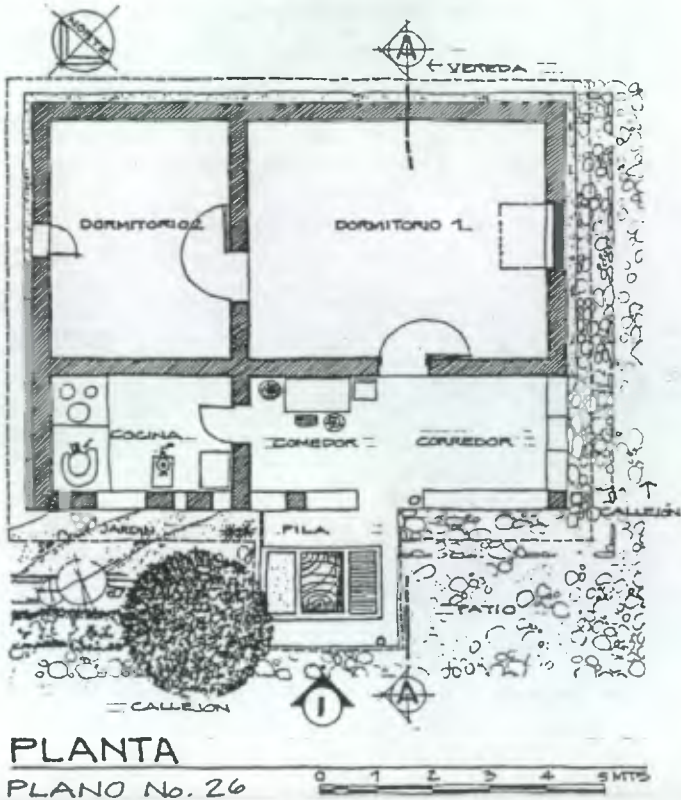 NORTE
A
← VEREDA
DORMITORIO 2
DORMITORIO 1
COCINA
COMEDOR
CORREDOR
CALLEJON
JARDIN
PILA
PATIO
CALLEJON
1
A
PLANTA
PLANO No. 26
0 1 2 3 4 5 MTS